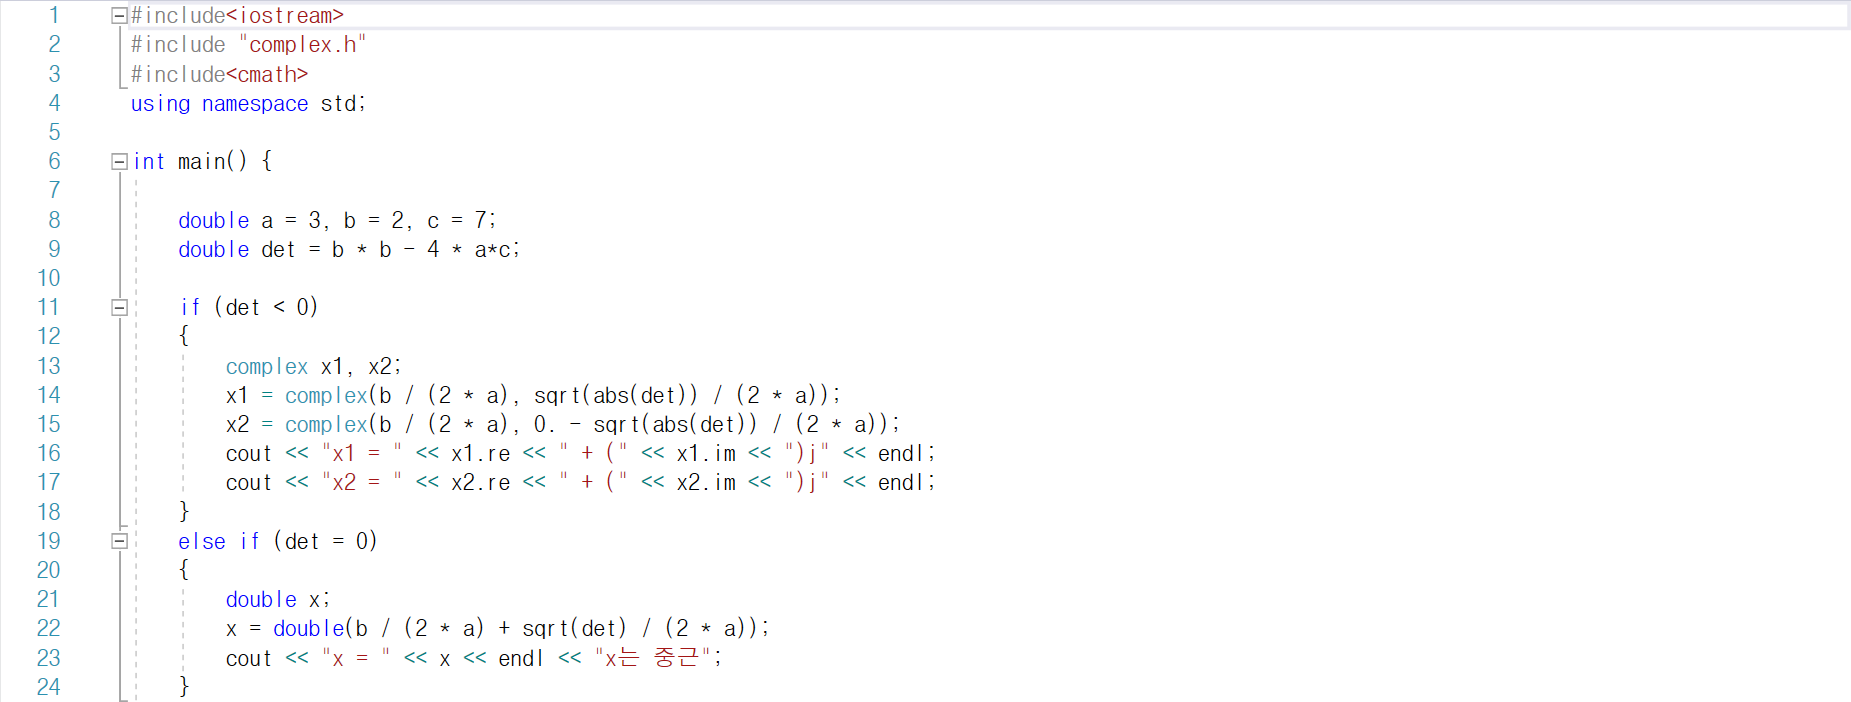 1 #include<iostream>
2 #include "complex.h"
3 #include<cmath>
4 using namespace std;
5
6 int main() {
7
8 double a = 3, b = 2, c = 7;
9 double det = b * b - 4 * a*c;
10
11 if (det < 0)
12 {
13 complex x1, x2;
14 x1 = complex(b / (2 * a), sqrt(abs(det)) / (2 * a));
15 x2 = complex(b / (2 * a), 0. - sqrt(abs(det)) / (2 * a));
16 cout << "x1 = " << x1.re << " + (" << x1.im << ")j" << endl;
17 cout << "x2 = " << x2.re << " + (" << x2.im << ")j" << endl;
18 }
19 else if (det = 0)
20 {
21 double x;
22 x = double(b / (2 * a) + sqrt(det) / (2 * a));
23 cout << "x = " << x << endl << "x는 중근";
24 }